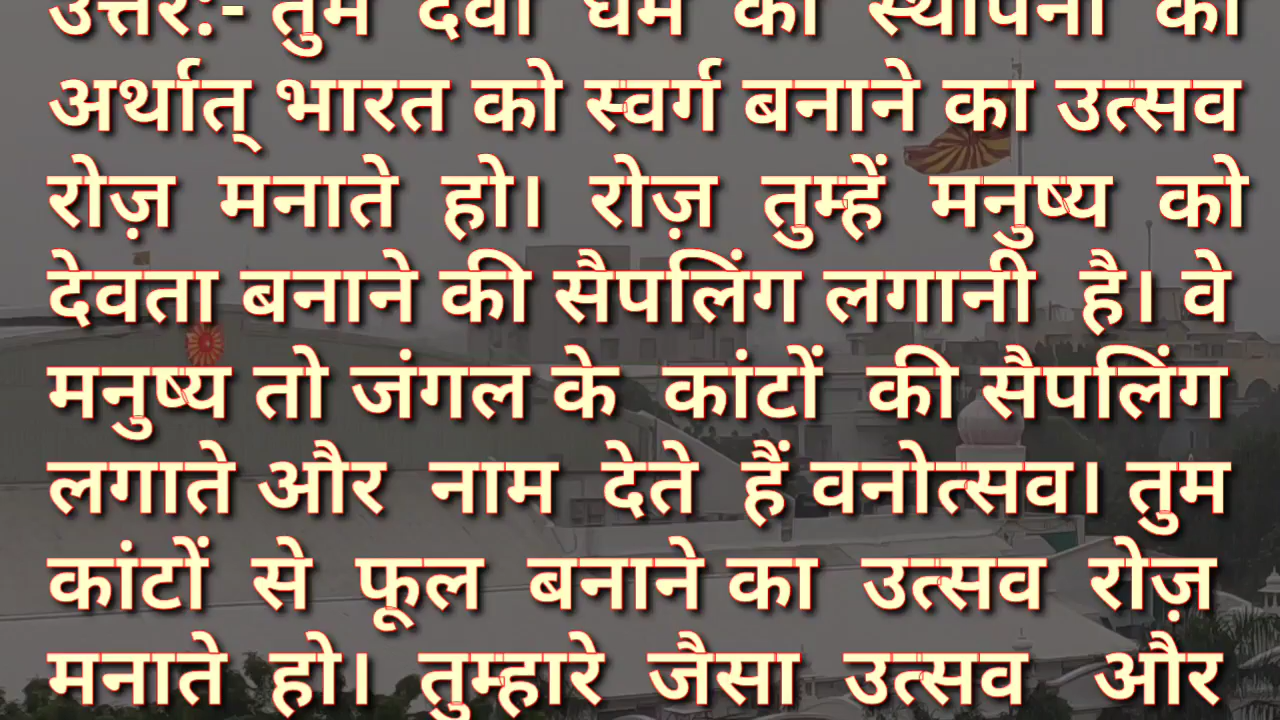 उत्तर:- तुम देवी धर्म की स्थापना का
अर्थात् भारत को स्वर्ग बनाने का उत्सव
रोज़ मनाते हो। रोज़ तुम्हें मनुष्य को
देवता बनाने की सैपलिंग लगानी है। वे
मनुष्य तो जंगल के कांटों की सैपलिंग
लगाते और नाम देते हैं वनोत्सव। तुम
कांटों से फूल बनाने का उत्सव रोज़
मनाते हो। तुम्हारे जैसा उत्सव और